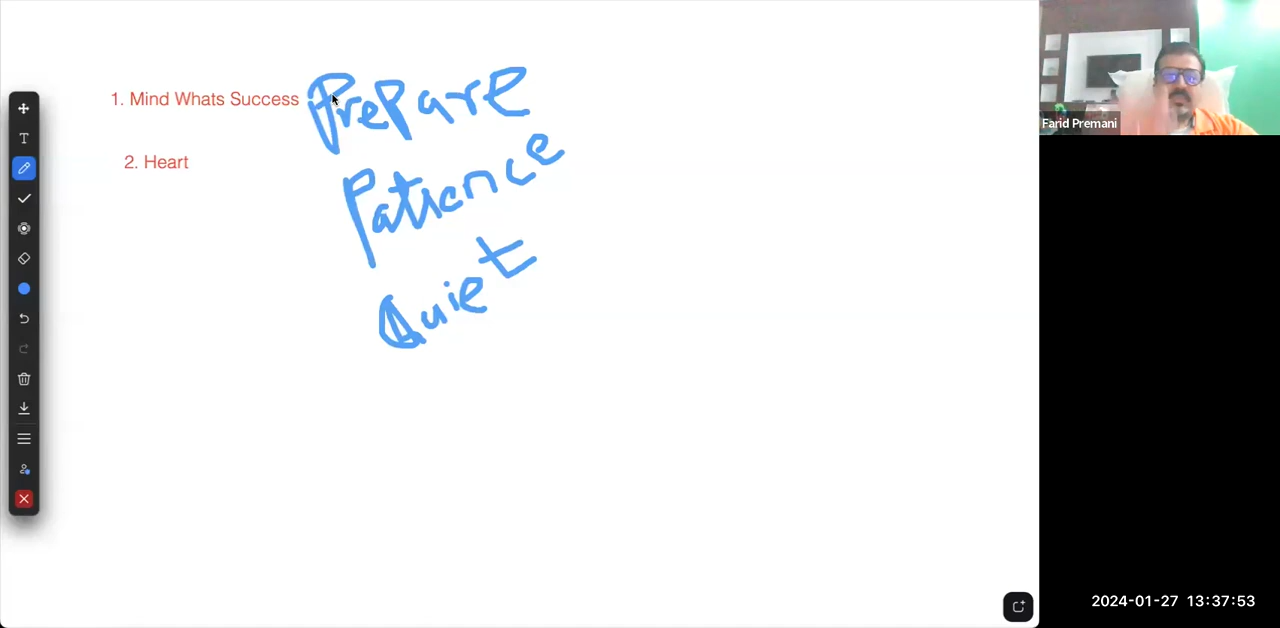 1. Mind Whats Success Prepare
2. Heart
Patience
Quiet
Farid Premani
T
2024-01-27 13:37:53